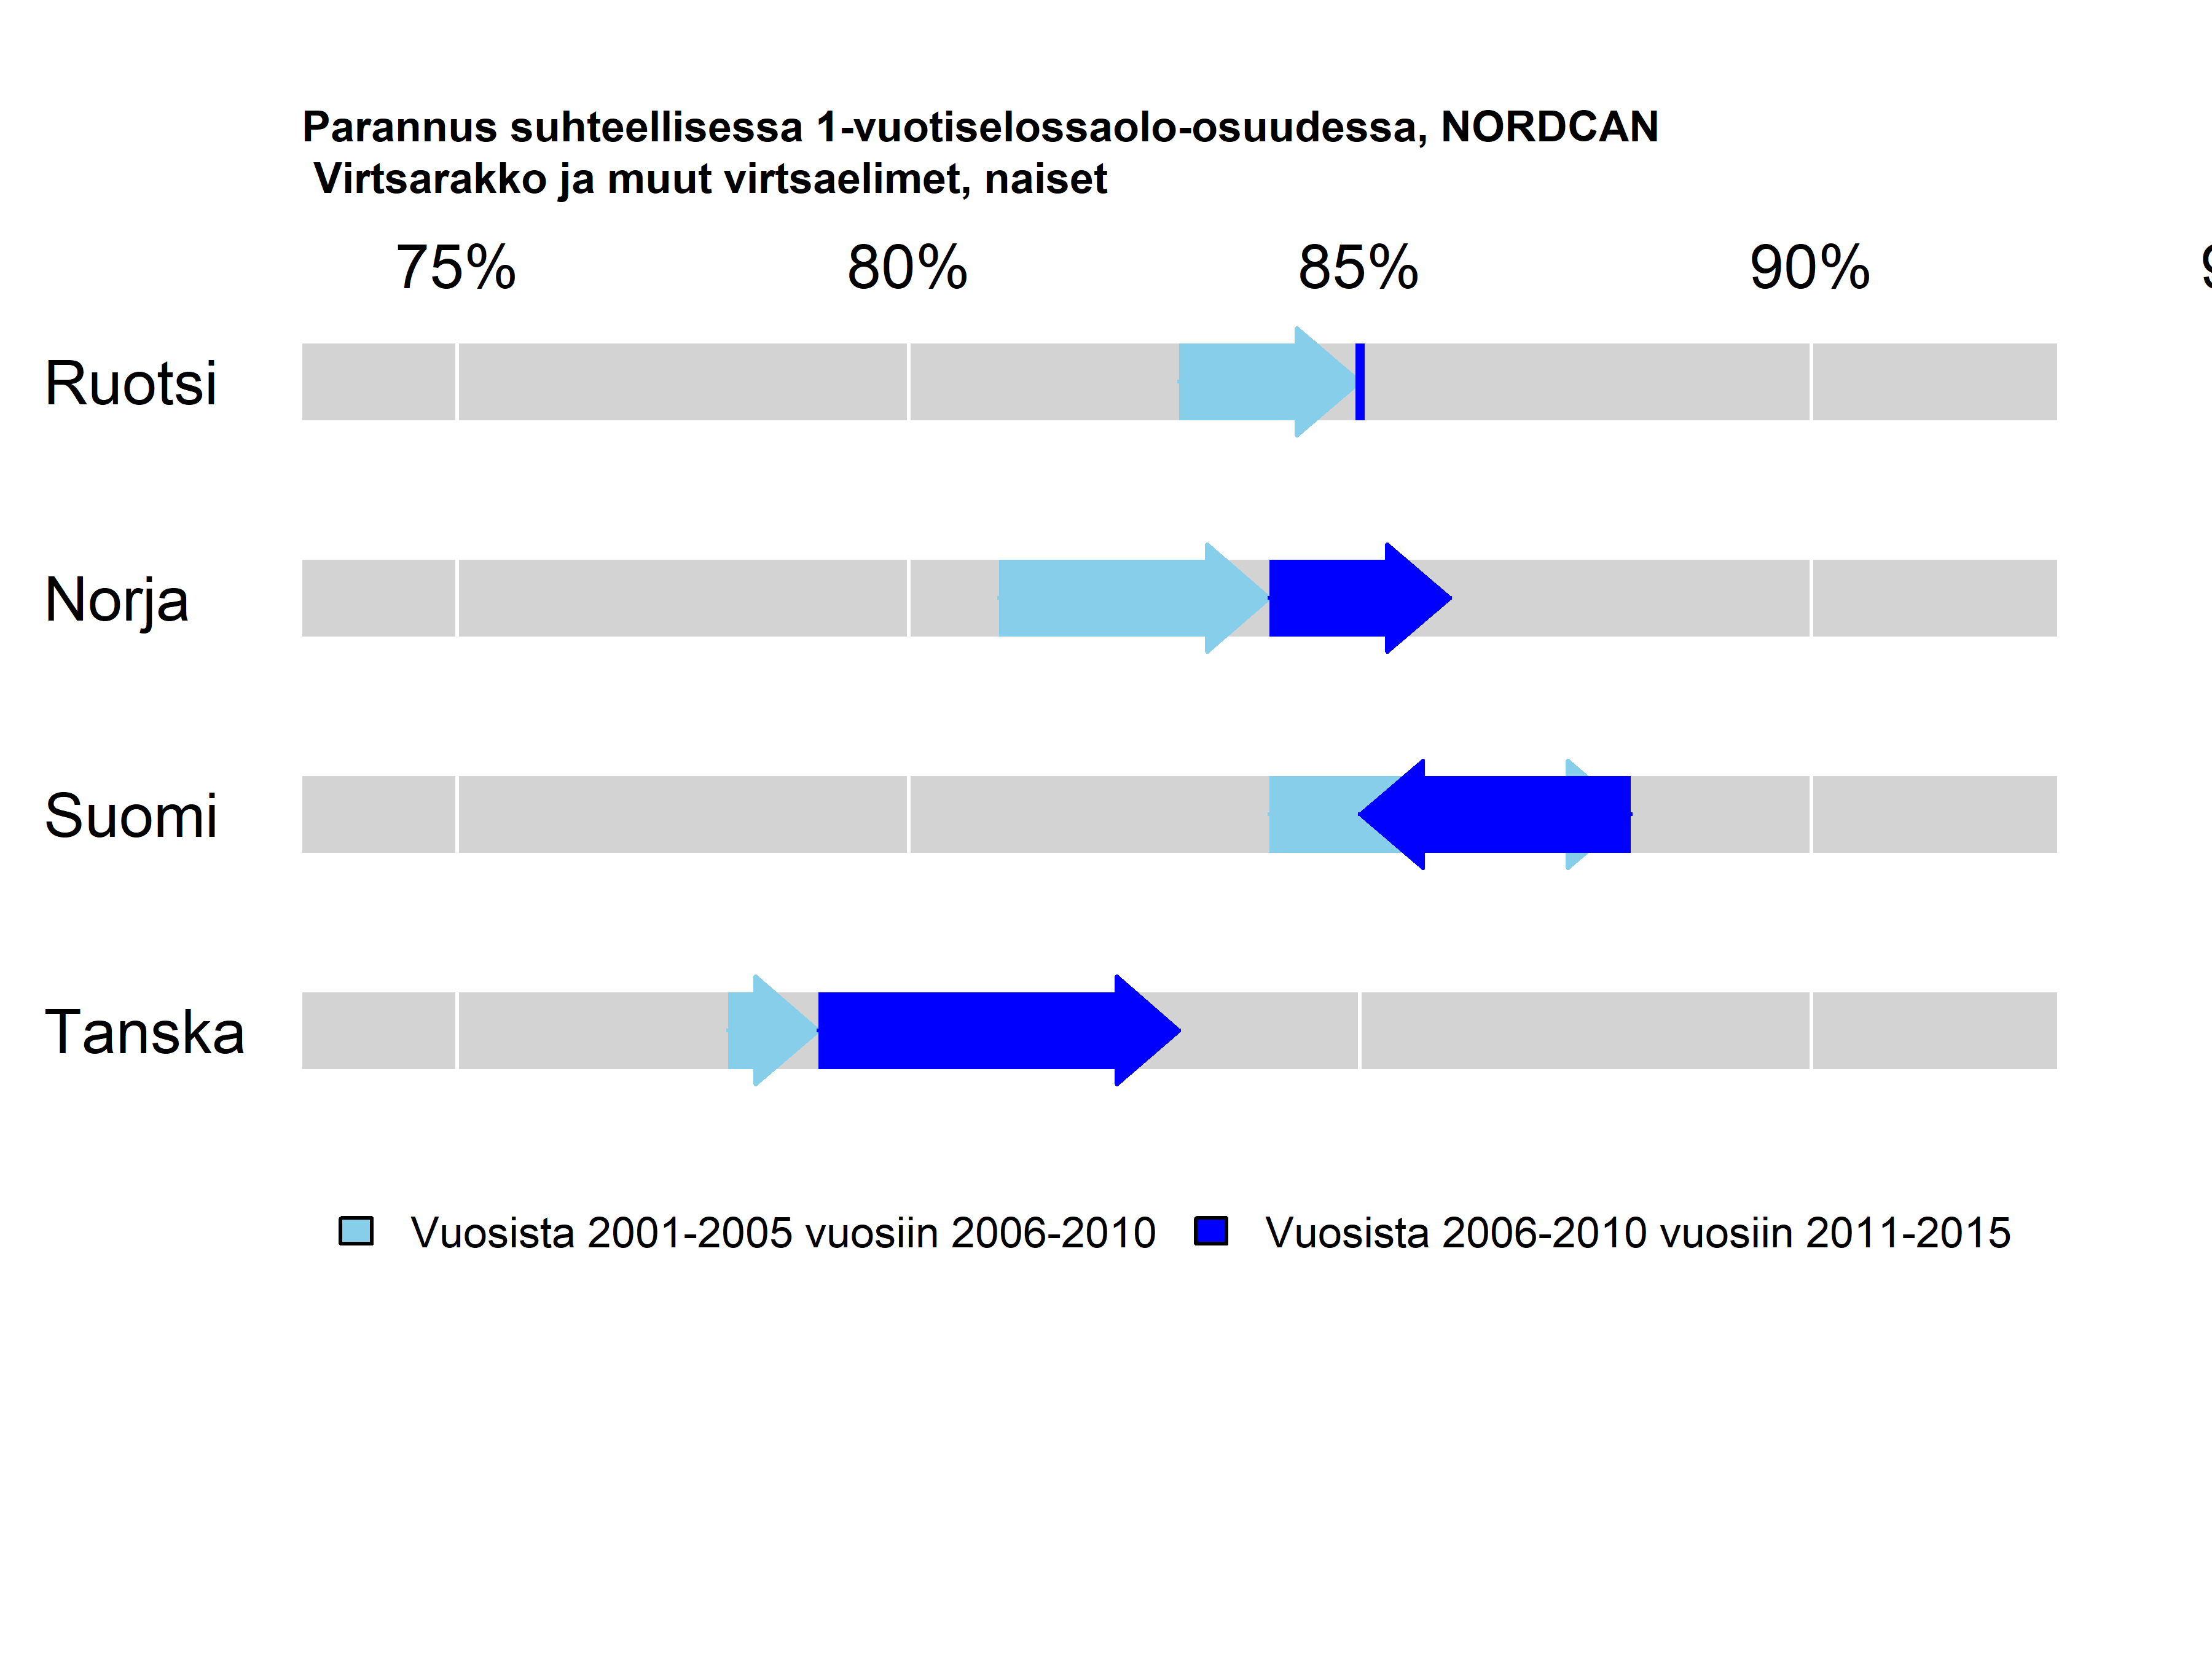 Parannus suhteellisessa 1-vuotiselossaolo-osuudessa, NORDCAN
Virtsarakko ja muut virtsaelimet, naiset
75% 80% 85% 90%
Ruotsi
Norja
Suomi
Tanska
Vuosista 2001-2005 vuosiin 2006-2010 Vuosista 2006-2010 vuosiin 2011-2015